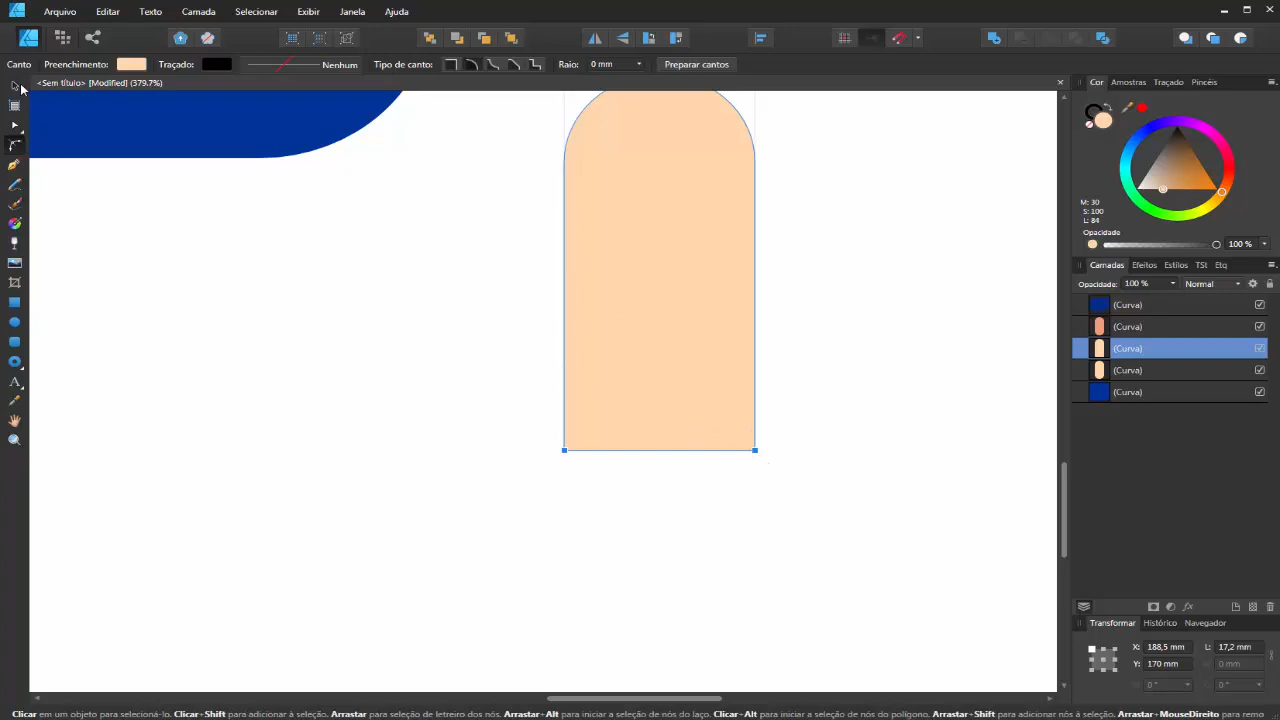 Arquivo Editar Texto Camada Selecionar Exibir Janela Ajuda
Canto Preenchimento: Traçado: Nenhum Tipo de canto: Raio: 0 mm Preparar cantos
<Sem título> [Modified] (379.7%)
Cor Amostras Traçado Pincéis
M: 30
S: 100
L: 84
Opacidade
100 %
Camadas Efeitos Estilos TSI Etq
Opacidade: 100 % Normal
(Curva)
(Curva)
(Curva)
(Curva)
(Curva)
A
fx
Transformar Histórico Navegador
X: 188,5 mm L: 17,2 mm
Y: 170 mm 0 mm
0 ° 0 °
Clicar em um objeto para selecioná-lo. Clicar+Shift para adicionar à seleção. Arrastar para seleção de letreiro dos nós. Arrastar+Alt para iniciar a seleção de nós do laço. Clicar+Alt para iniciar a seleção de nós do polígono. Arrastar+Shift para adicionar nós à seleção. Arrastar+MouseDireito para remo